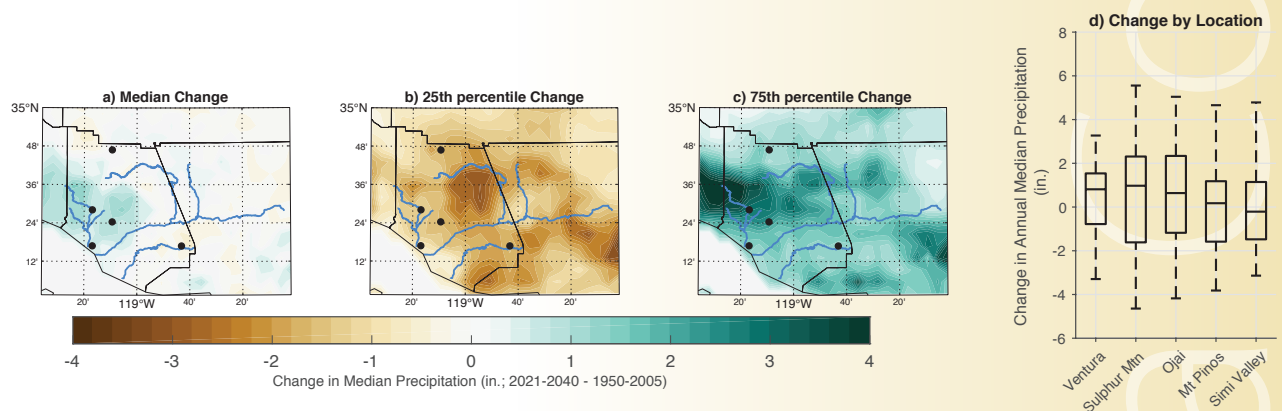 d) Change by Location
a) Median Change
b) 25th percentile Change
c) 75th percentile Change
35°N
48'
36'
24'
12'
20'
119°W
40'
20'
35°N
48'
36'
24'
12'
20'
119°W
40'
20'
35°N
48'
36'
24'
12'
20'
119°W
40'
20'
-4 -3 -2 -1 0 1 2 3 4
Change in Median Precipitation (in.; 2021-2040 - 1950-2005)
Change in Annual Median Precipitation
(in.)
8
6
4
2
0
-2
-4
-6
Ventura
Sulphur Mtn
Ojai
Mt Pinos
Simi Valley